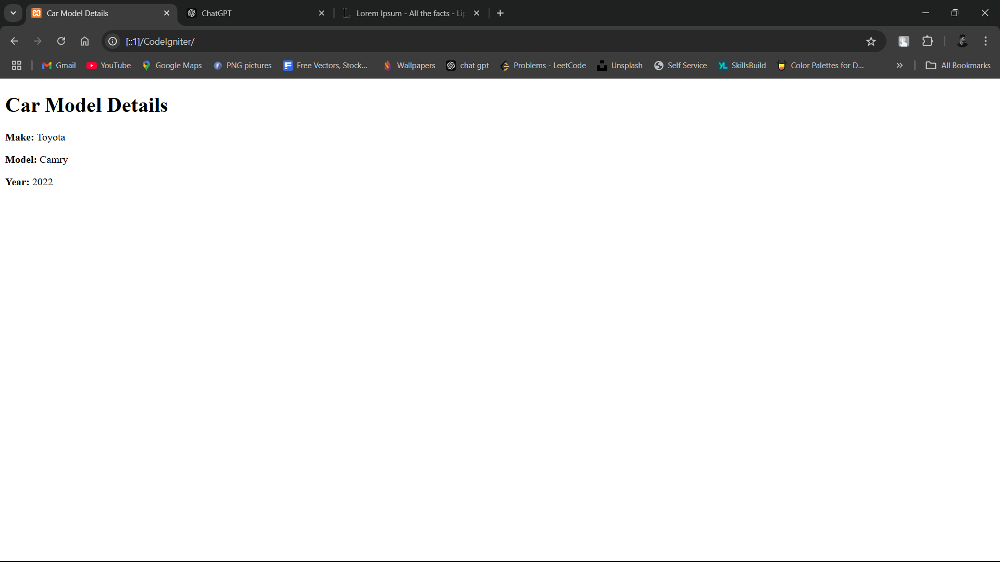 Car Model Details
ChatGPT
Lorem Ipsum - All the facts - Lip
[::1]/CodeIgniter/
Gmail
YouTube
Google Maps
PNG pictures
Free Vectors, Stock...
Wallpapers
chat gpt
Problems - LeetCode
Unsplash
Self Service
SkillsBuild
Color Palettes for D...
All Bookmarks
Car Model Details
Make: Toyota
Model: Camry
Year: 2022